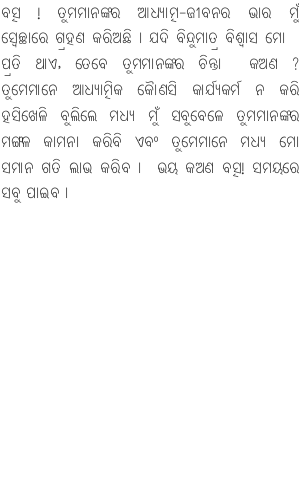 ବତ୍ସ ! ତୁମମାନଙ୍କର ଆଧ୍ୟାତ୍ମ-ଜୀବନର ଭାର ମୁଁ
ସ୍ୱେଚ୍ଛାରେ ଗ୍ରହଣ କରିଅଛି । ଯଦି ବିନ୍ଦୁମାତ୍ର ବିଶ୍ୱାସ ମୋ
ପ୍ରତି ଥାଏ, ତେବେ ତୁମମାନଙ୍କର ଚିନ୍ତା କଅଣ ?
ତୁମେମାନେ ଆଧ୍ୟାତ୍ମିକ କୌଣସି କାର୍ଯ୍ୟକର୍ମ ନ କରି
ହସିଖେଳି ବୁଲିଲେ ମଧ୍ୟ ମୁଁ ସବୁବେଳେ ତୁମମାନଙ୍କର
ମଙ୍ଗଳ କାମନା କରିବି ଏବଂ ତୁମେମାନେ ମଧ୍ୟ ମୋ
ସମାନ ଗତି ଲାଭ କରିବ । ଭୟ କଅଣ ବତ୍ସ! ସମୟରେ
ସବୁ ପାଇବ ।